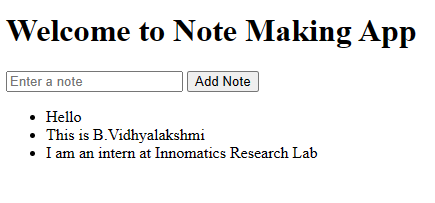 Welcome to Note Making App
Enter a note Add Note
Hello
This is B.Vidhyalakshmi
I am an intern at Innomatics Research Lab